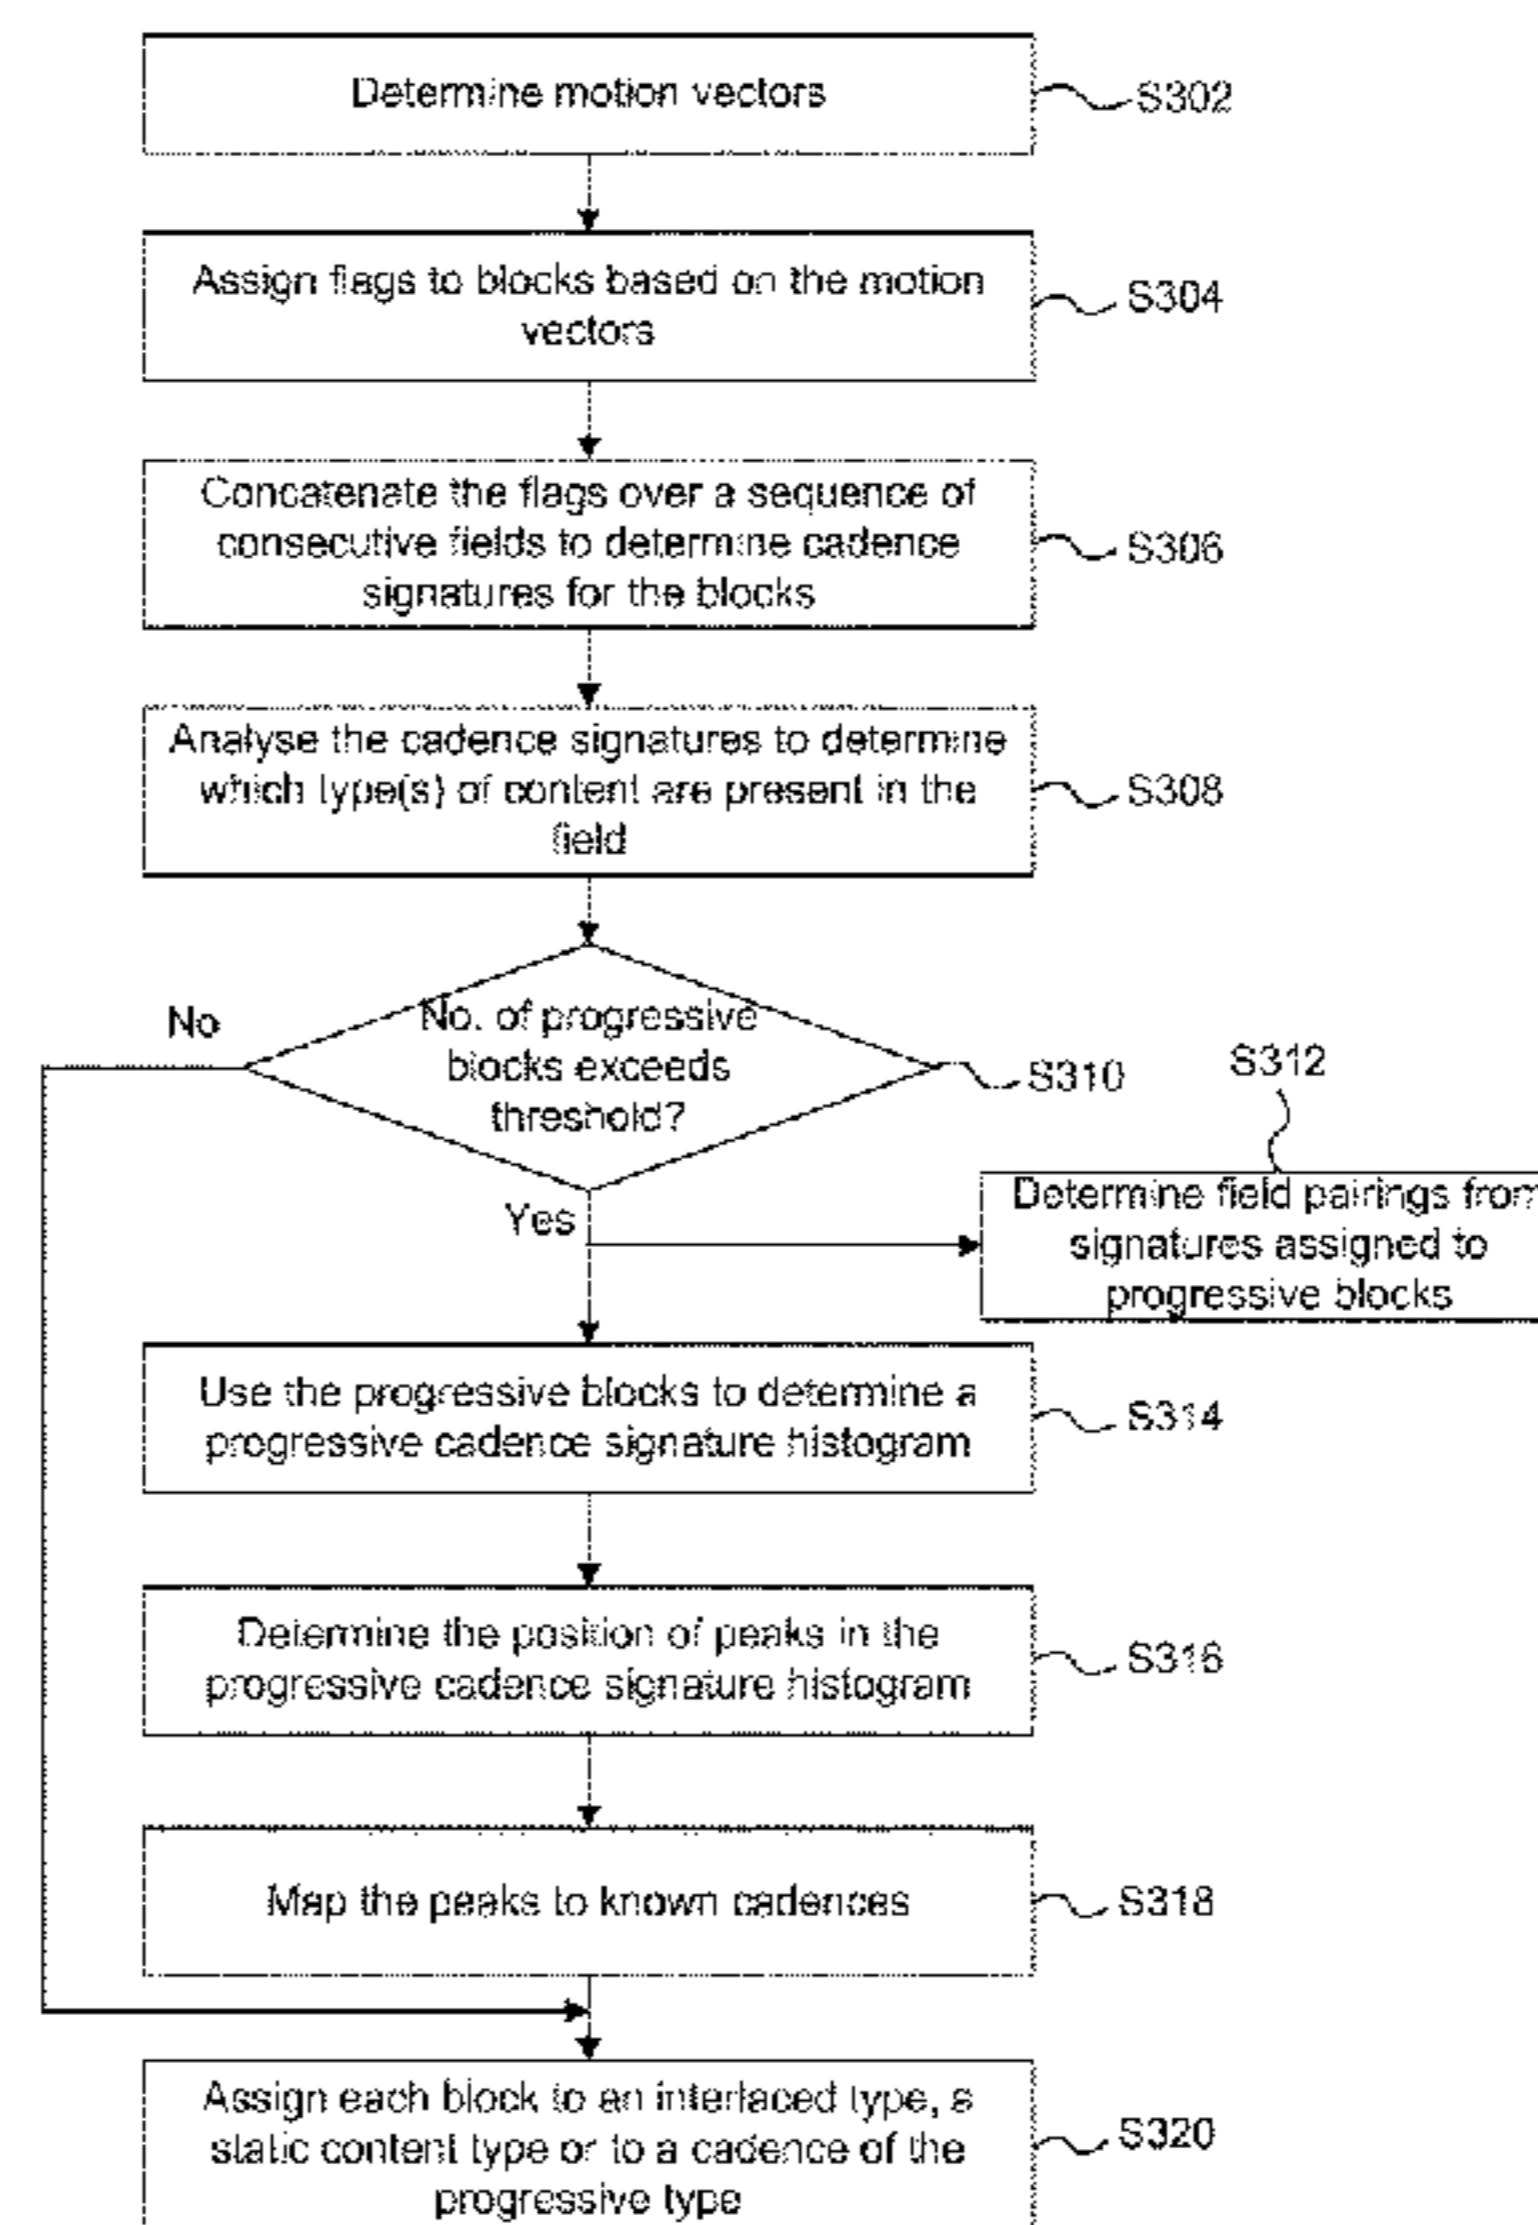 Determine motion vectors
S302
Assign flags to blocks based on the motion
vectors
S304
Concatenate the flags over a sequence of
consecutive fields to determine cadence
signatures for the blocks
S306
Analyse the cadence signatures to determine
which type(s) of content are present in the
field
S308
No
No. of progressive
blocks exceeds
threshold?
S310
S312
Yes
Determine field pairings from
signatures assigned to
progressive blocks
Use the progressive blocks to determine a
progressive cadence signature histogram
S314
Determine the position of peaks in the
progressive cadence signature histogram
S316
Map the peaks to known cadences
S318
Assign each block to an interlaced type, a
static content type or to a cadence of the
progressive type
S320